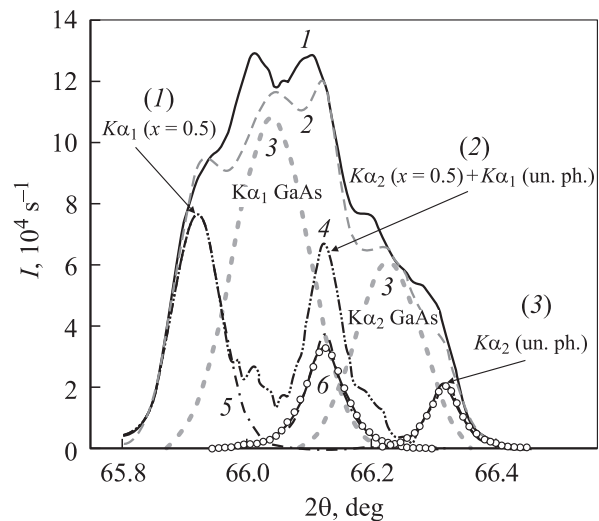 14
12
10
8
6
4
2
0
I, 10⁴ s⁻¹
1
(1)
Kα₁ (x = 0.5)
2
3
Kα₁ GaAs
(2)
Kα₂ (x = 0.5) + Kα₁ (un. ph.)
4
3
Kα₂ GaAs
(3)
Kα₂ (un. ph.)
5
6
65.8 66.0 66.2 66.4
2θ, deg